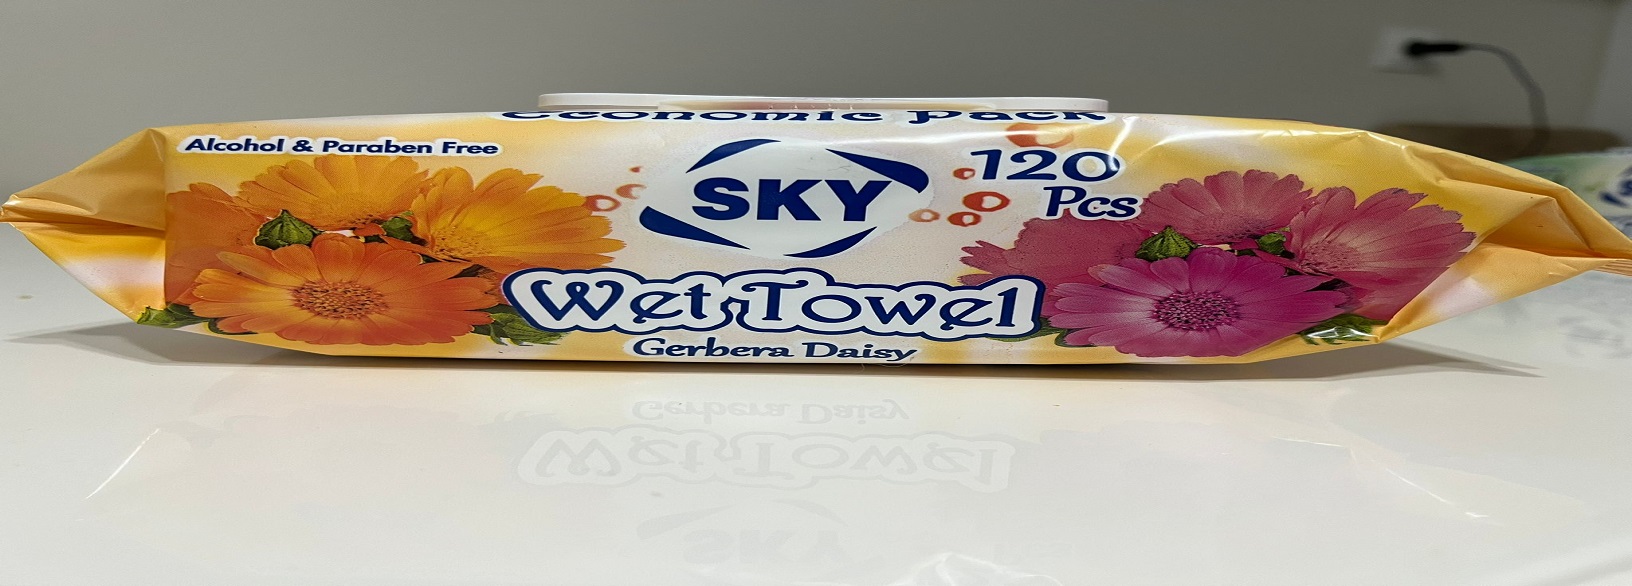 Economic Pack
Alcohol & Paraben Free
SKY
120
Pcs
Wet Towel
Gerbera Daisy